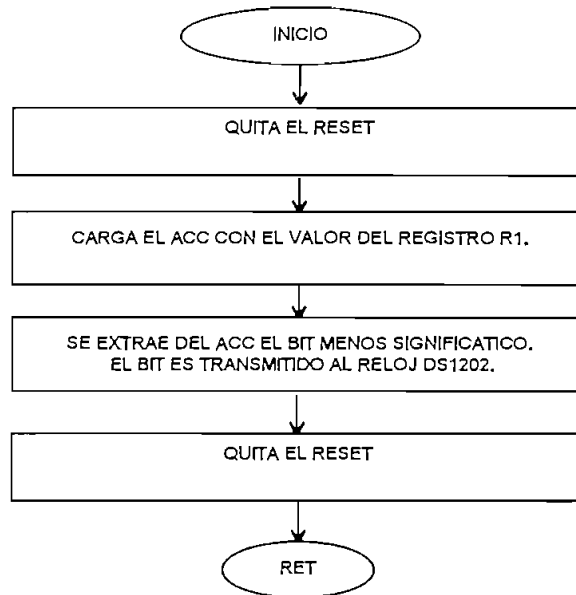 INICIO
QUITA EL RESET
CARGA EL ACC CON EL VALOR DEL REGISTRO R1.
SE EXTRAE DEL ACC EL BIT MENOS SIGNIFICATICO.
EL BIT ES TRANSMITIDO AL RELOJ DS1202.
QUITA EL RESET
RET